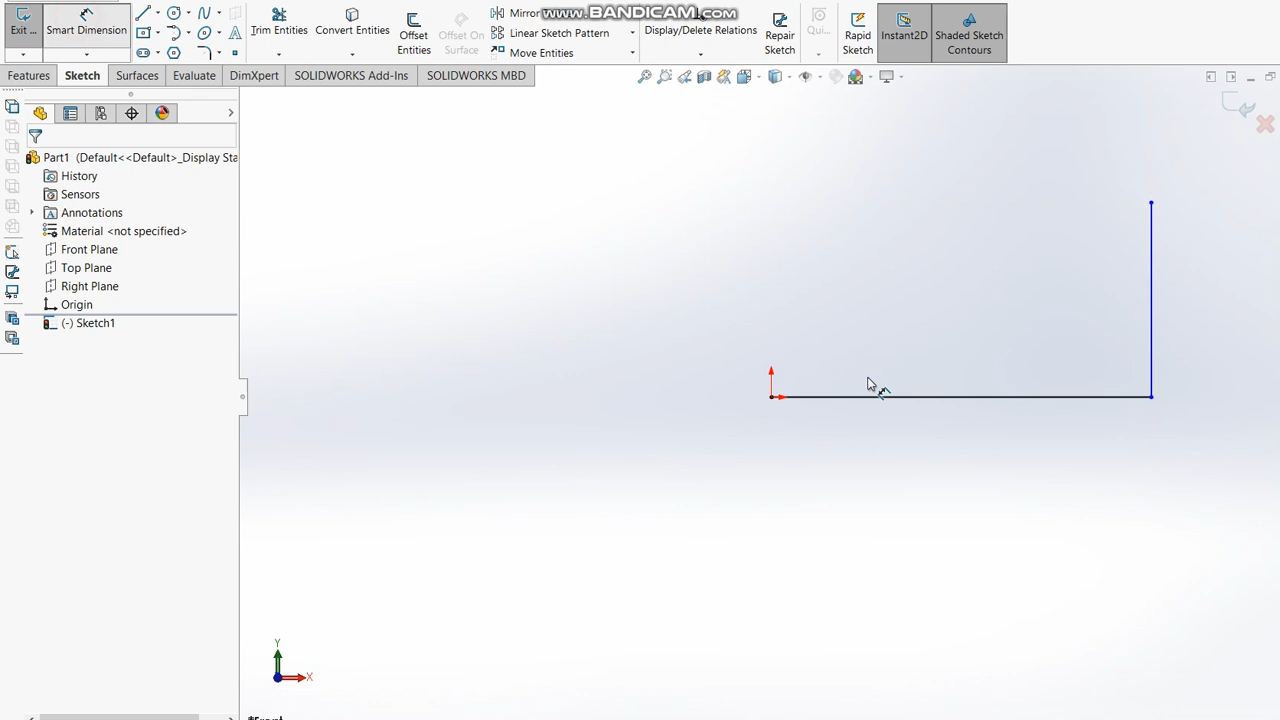 www.BANDICAM.com
Exit ...
Smart Dimension
Trim Entities
Convert Entities
Offset Entities
Offset On Surface
Mirror
Linear Sketch Pattern
Move Entities
Display/Delete Relations
Repair Sketch
Qui...
Rapid Sketch
Instant2D
Shaded Sketch Contours
Features
Sketch
Surfaces
Evaluate
DimXpert
SOLIDWORKS Add-Ins
SOLIDWORKS MBD
Part1 (Default<<Default>_Display Sta
History
Sensors
Annotations
Material <not specified>
Front Plane
Top Plane
Right Plane
Origin
(-) Sketch1
Y
X